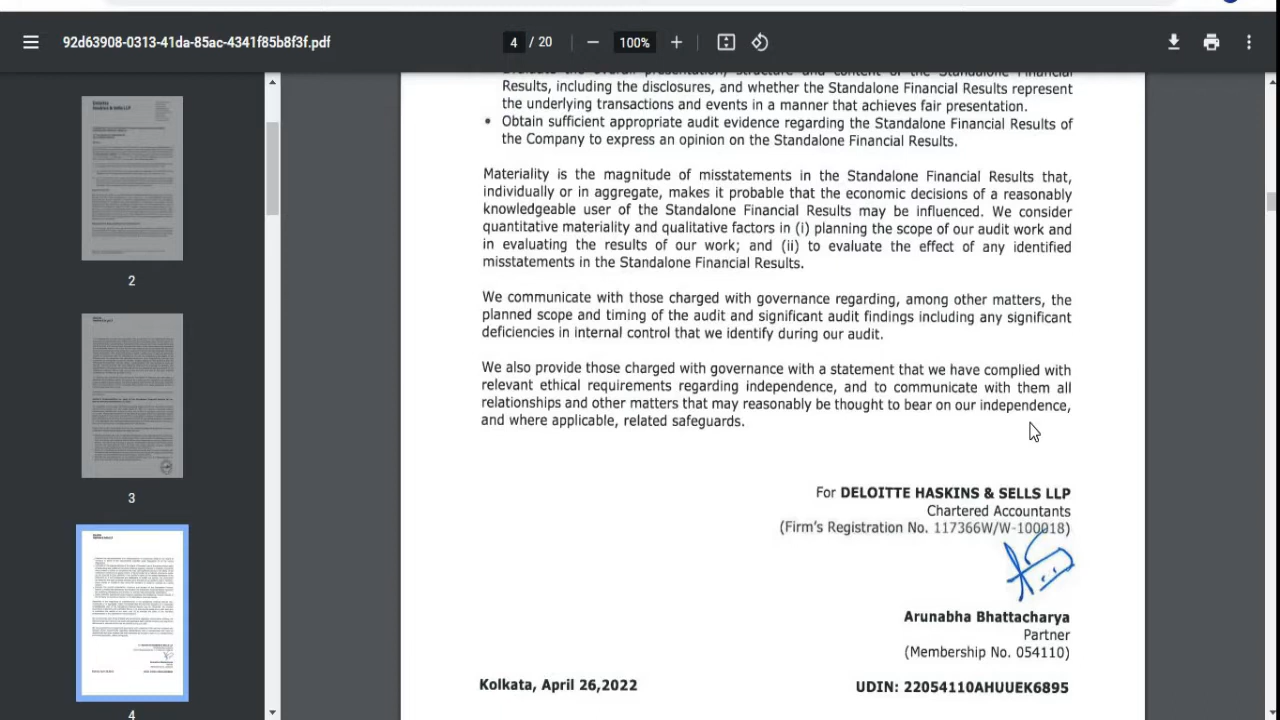 92d63908-0313-41da-85ac-4341f85b8f3f.pdf
4 / 20
100%
2
3
4
Evaluate the overall presentation, structure and content of the Standalone Financial
Results, including the disclosures, and whether the Standalone Financial Results represent
the underlying transactions and events in a manner that achieves fair presentation.
• Obtain sufficient appropriate audit evidence regarding the Standalone Financial Results of
the Company to express an opinion on the Standalone Financial Results.
Materiality is the magnitude of misstatements in the Standalone Financial Results that,
individually or in aggregate, makes it probable that the economic decisions of a reasonably
knowledgeable user of the Standalone Financial Results may be influenced. We consider
quantitative materiality and qualitative factors in (i) planning the scope of our audit work and
in evaluating the results of our work; and (ii) to evaluate the effect of any identified
misstatements in the Standalone Financial Results.
We communicate with those charged with governance regarding, among other matters, the
planned scope and timing of the audit and significant audit findings including any significant
deficiencies in internal control that we identify during our audit.
We also provide those charged with governance with a statement that we have complied with
relevant ethical requirements regarding independence, and to communicate with them all
relationships and other matters that may reasonably be thought to bear on our independence,
and where applicable, related safeguards.
For DELOITTE HASKINS & SELLS LLP
Chartered Accountants
(Firm's Registration No. 117366W/W-100018)
Arunabha Bhattacharya
Partner
(Membership No. 054110)
Kolkata, April 26,2022
UDIN: 22054110AHUUEK6895